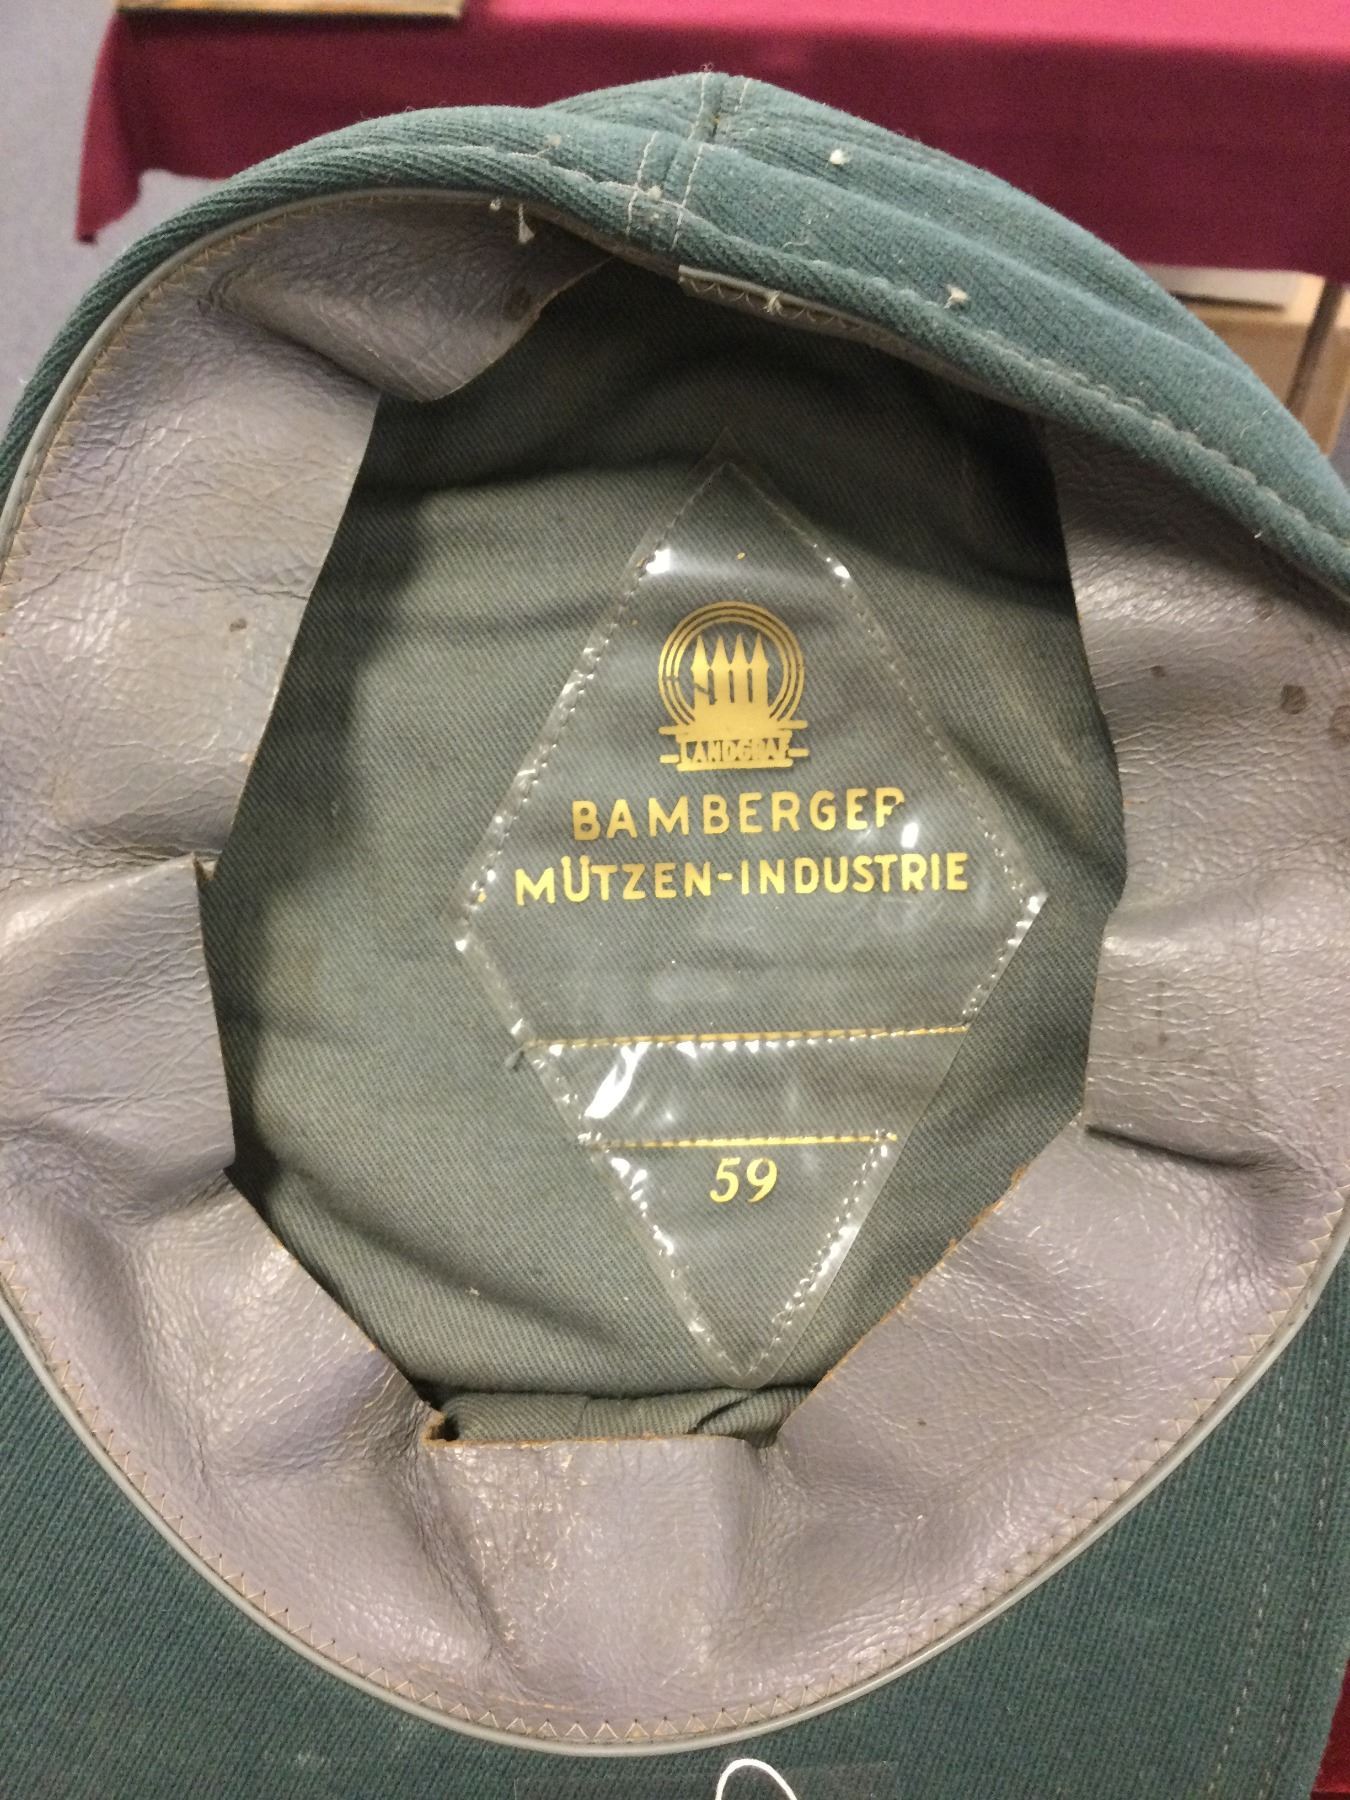 LANDGRAF
BAMBERGER
MÜTZEN-INDUSTRIE
59